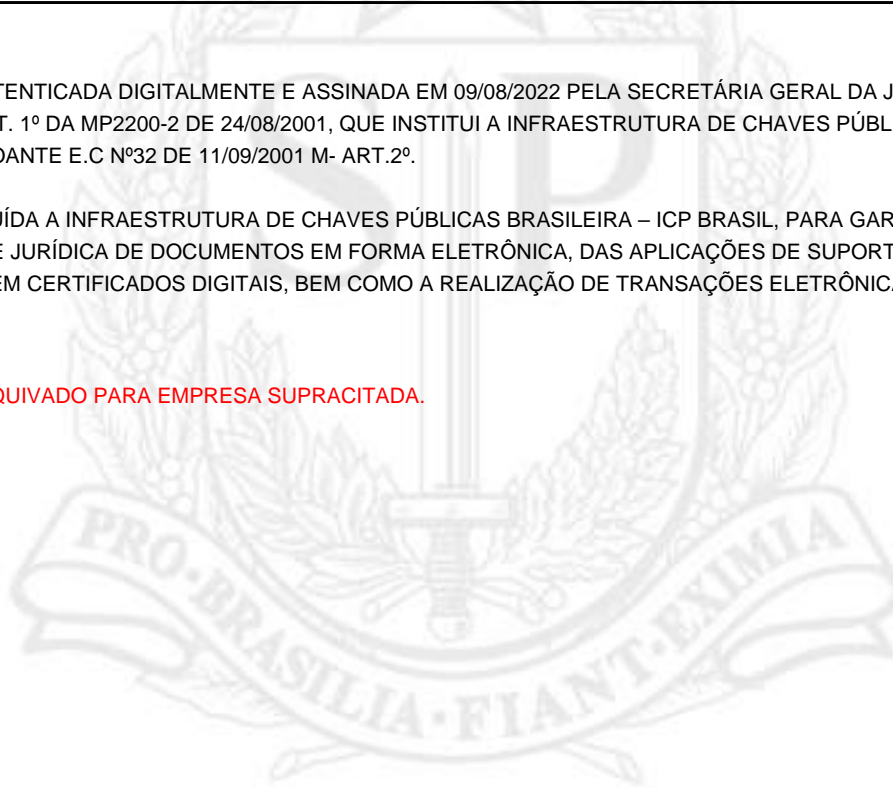 TENTICADA DIGITALMENTE E ASSINADA EM 09/08/2022 PELA SECRETÁRIA GERAL DA J
T. 1º DA MP2200-2 DE 24/08/2001, QUE INSTITUI A INFRAESTRUTURA DE CHAVES PÚBL
DANTE E.C Nº32 DE 11/09/2001 M- ART.2º.
UÍDA A INFRAESTRUTURA DE CHAVES PÚBLICAS BRASILEIRA – ICP BRASIL, PARA GAR
E JURÍDICA DE DOCUMENTOS EM FORMA ELETRÔNICA, DAS APLICAÇÕES DE SUPORT
EM CERTIFICADOS DIGITAIS, BEM COMO A REALIZAÇÃO DE TRANSAÇÕES ELETRÔNICA
QUIVADO PARA EMPRESA SUPRACITADA.
SP
PRO·BRASILIA·FIANT·EXIMIA